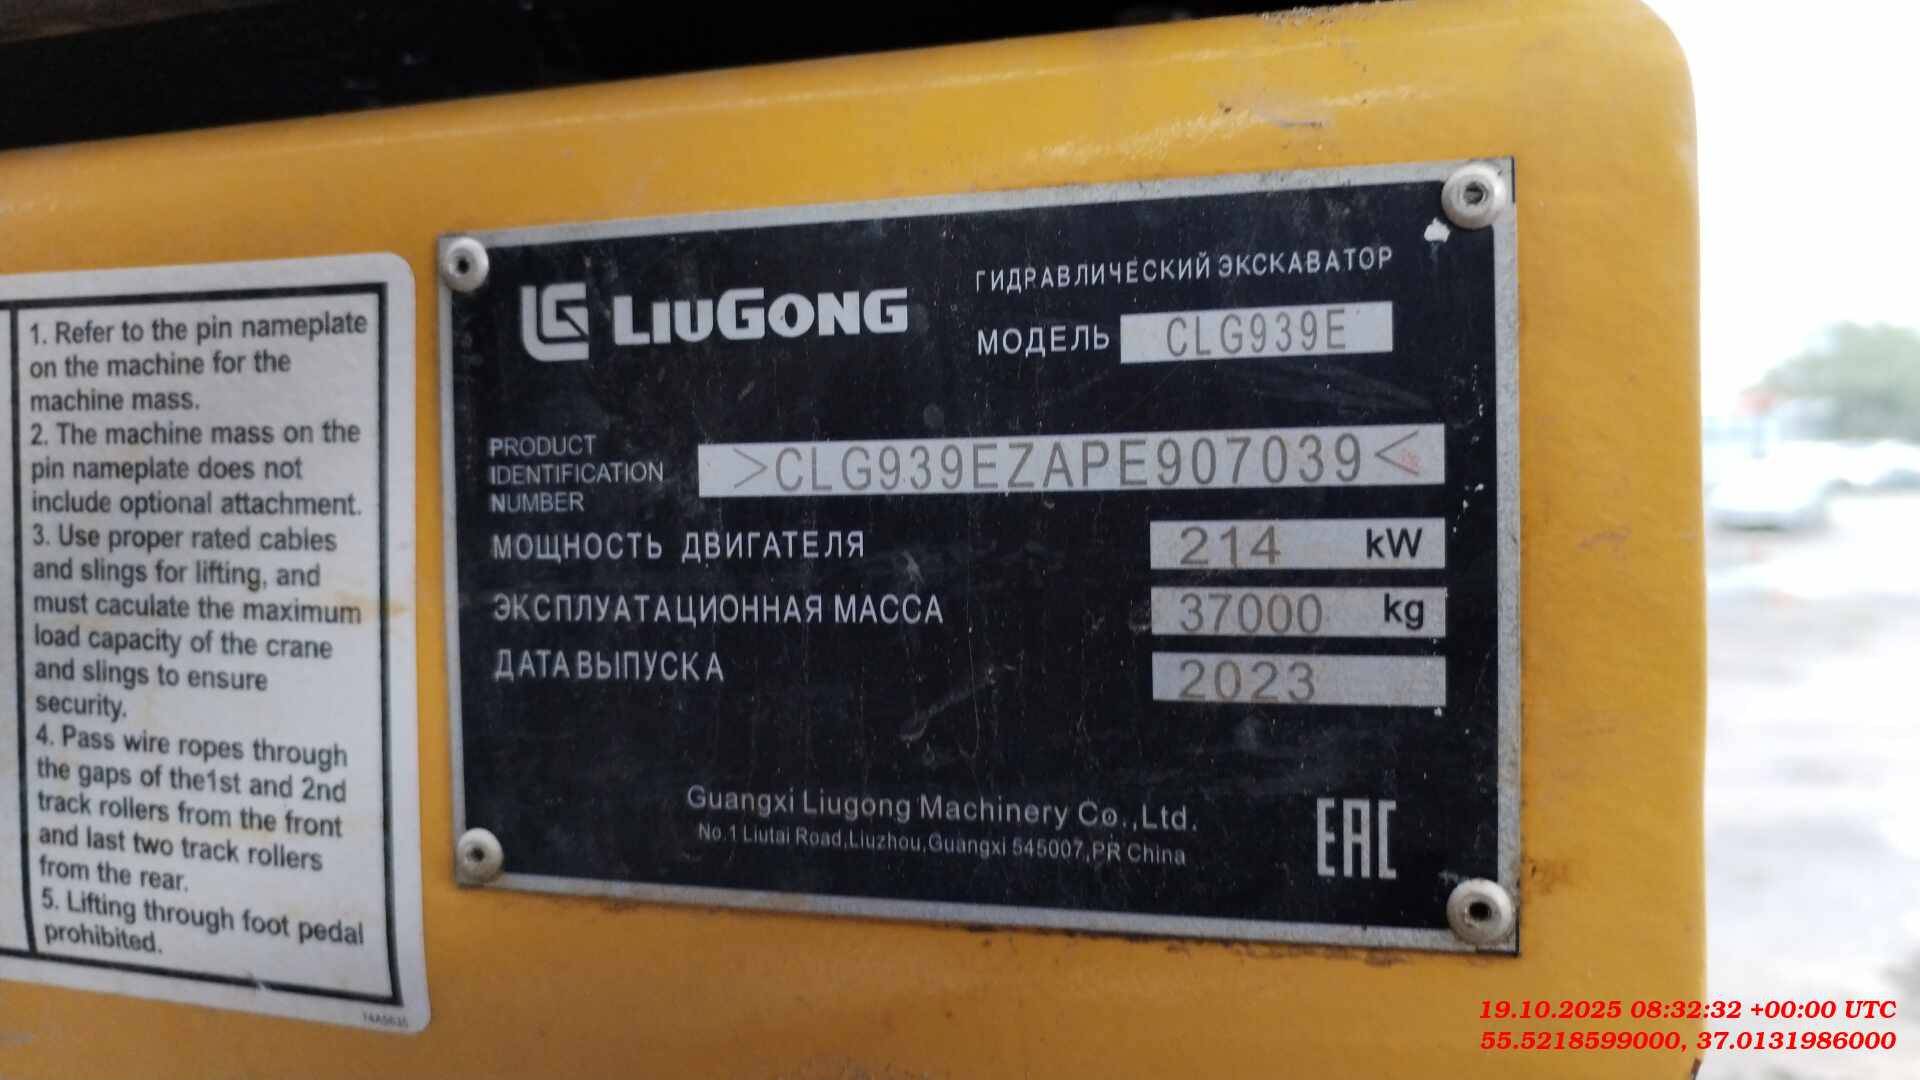 1. Refer to the pin nameplate
on the machine for the
machine mass.
2. The machine mass on the
pin nameplate does not
include optional attachment.
3. Use proper rated cables
and slings for lifting, and
must caculate the maximum
load capacity of the crane
and slings to ensure
security.
4. Pass wire ropes through
the gaps of the1st and 2nd
track rollers from the front
and last two track rollers
from the rear.
5. Lifting through foot pedal
prohibited.
LG LIUGONG
ГИДРАВЛИЧЕСКИЙ ЭКСКАВАТОР
МОДЕЛЬ CLG939E
PRODUCT
IDENTIFICATION
NUMBER
>CLG939EZAPE907039<
МОЩНОСТЬ ДВИГАТЕЛЯ 214 kW
ЭКСПЛУАТАЦИОННАЯ МАССА 37000 kg
ДАТА ВЫПУСКА 2023
Guangxi Liugong Machinery Co.,Ltd.
No.1 Liutai Road,Liuzhou,Guangxi 545007,PR China
EAC
19.10.2025 08:32:32 +00:00 UTC
55.5218599000, 37.0131986000